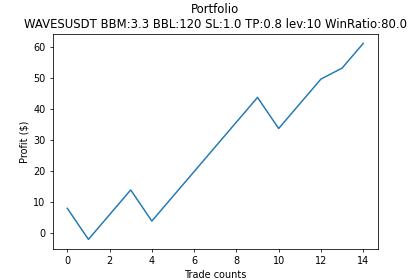 Portfolio
WAVESUSDT BBM:3.3 BBL:120 SL:1.0 TP:0.8 lev:10 WinRatio:80.0
60
50
40
30
20
10
0
Profit ($)
0 2 4 6 8 10 12 14
Trade counts